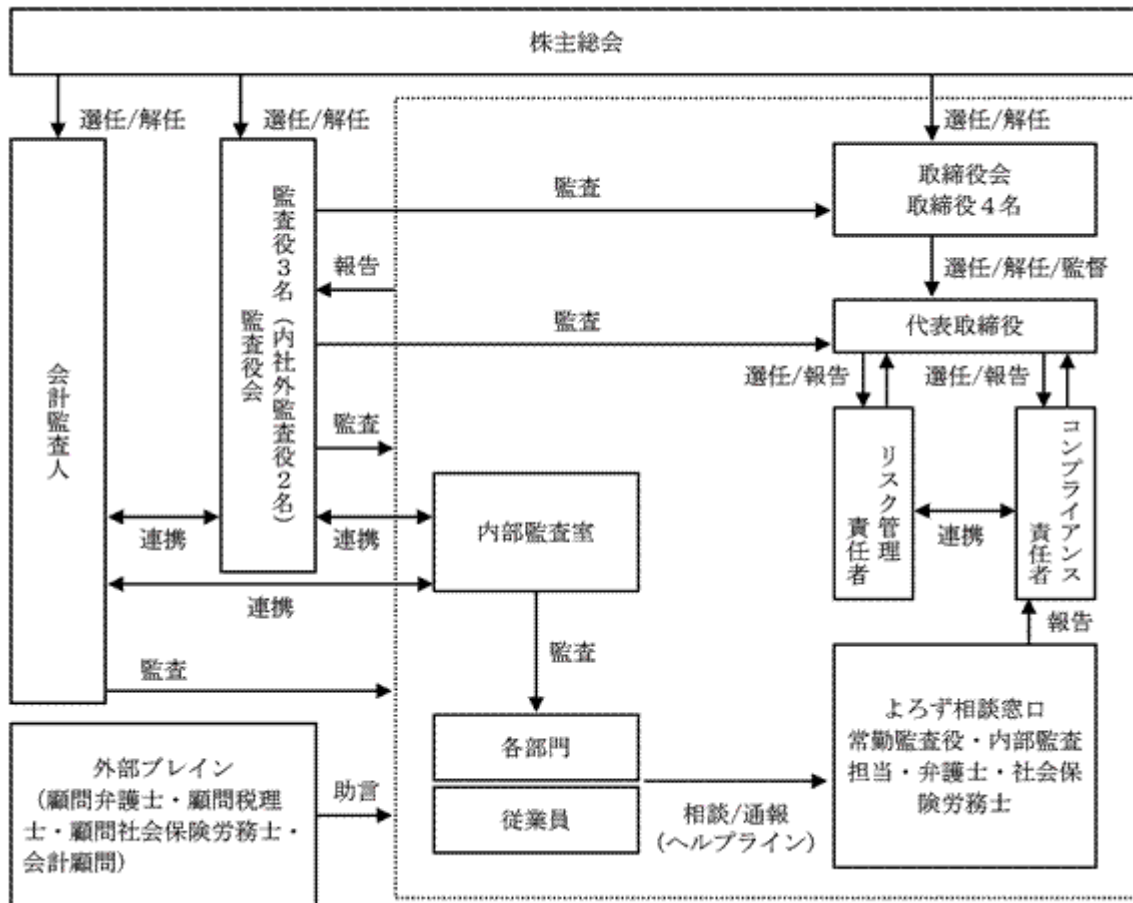 株主総会
選任/解任
選任/解任
選任/解任
会計監査人
監査役3名（内社外監査役2名）
監査役会
監査
取締役会
取締役4名
報告
選任/解任/監督
監査
代表取締役
選任/報告
選任/報告
監査
リスク管理
責任者
コンプライアンス
責任者
連携
連携
内部監査室
連携
連携
報告
監査
監査
各部門
従業員
よろず相談窓口
常勤監査役・内部監査
担当・弁護士・社会保
険労務士
外部ブレイン
（顧問弁護士・顧問税理
士・顧問社会保険労務士・
会計顧問）
助言
相談/通報
(ヘルプライン)